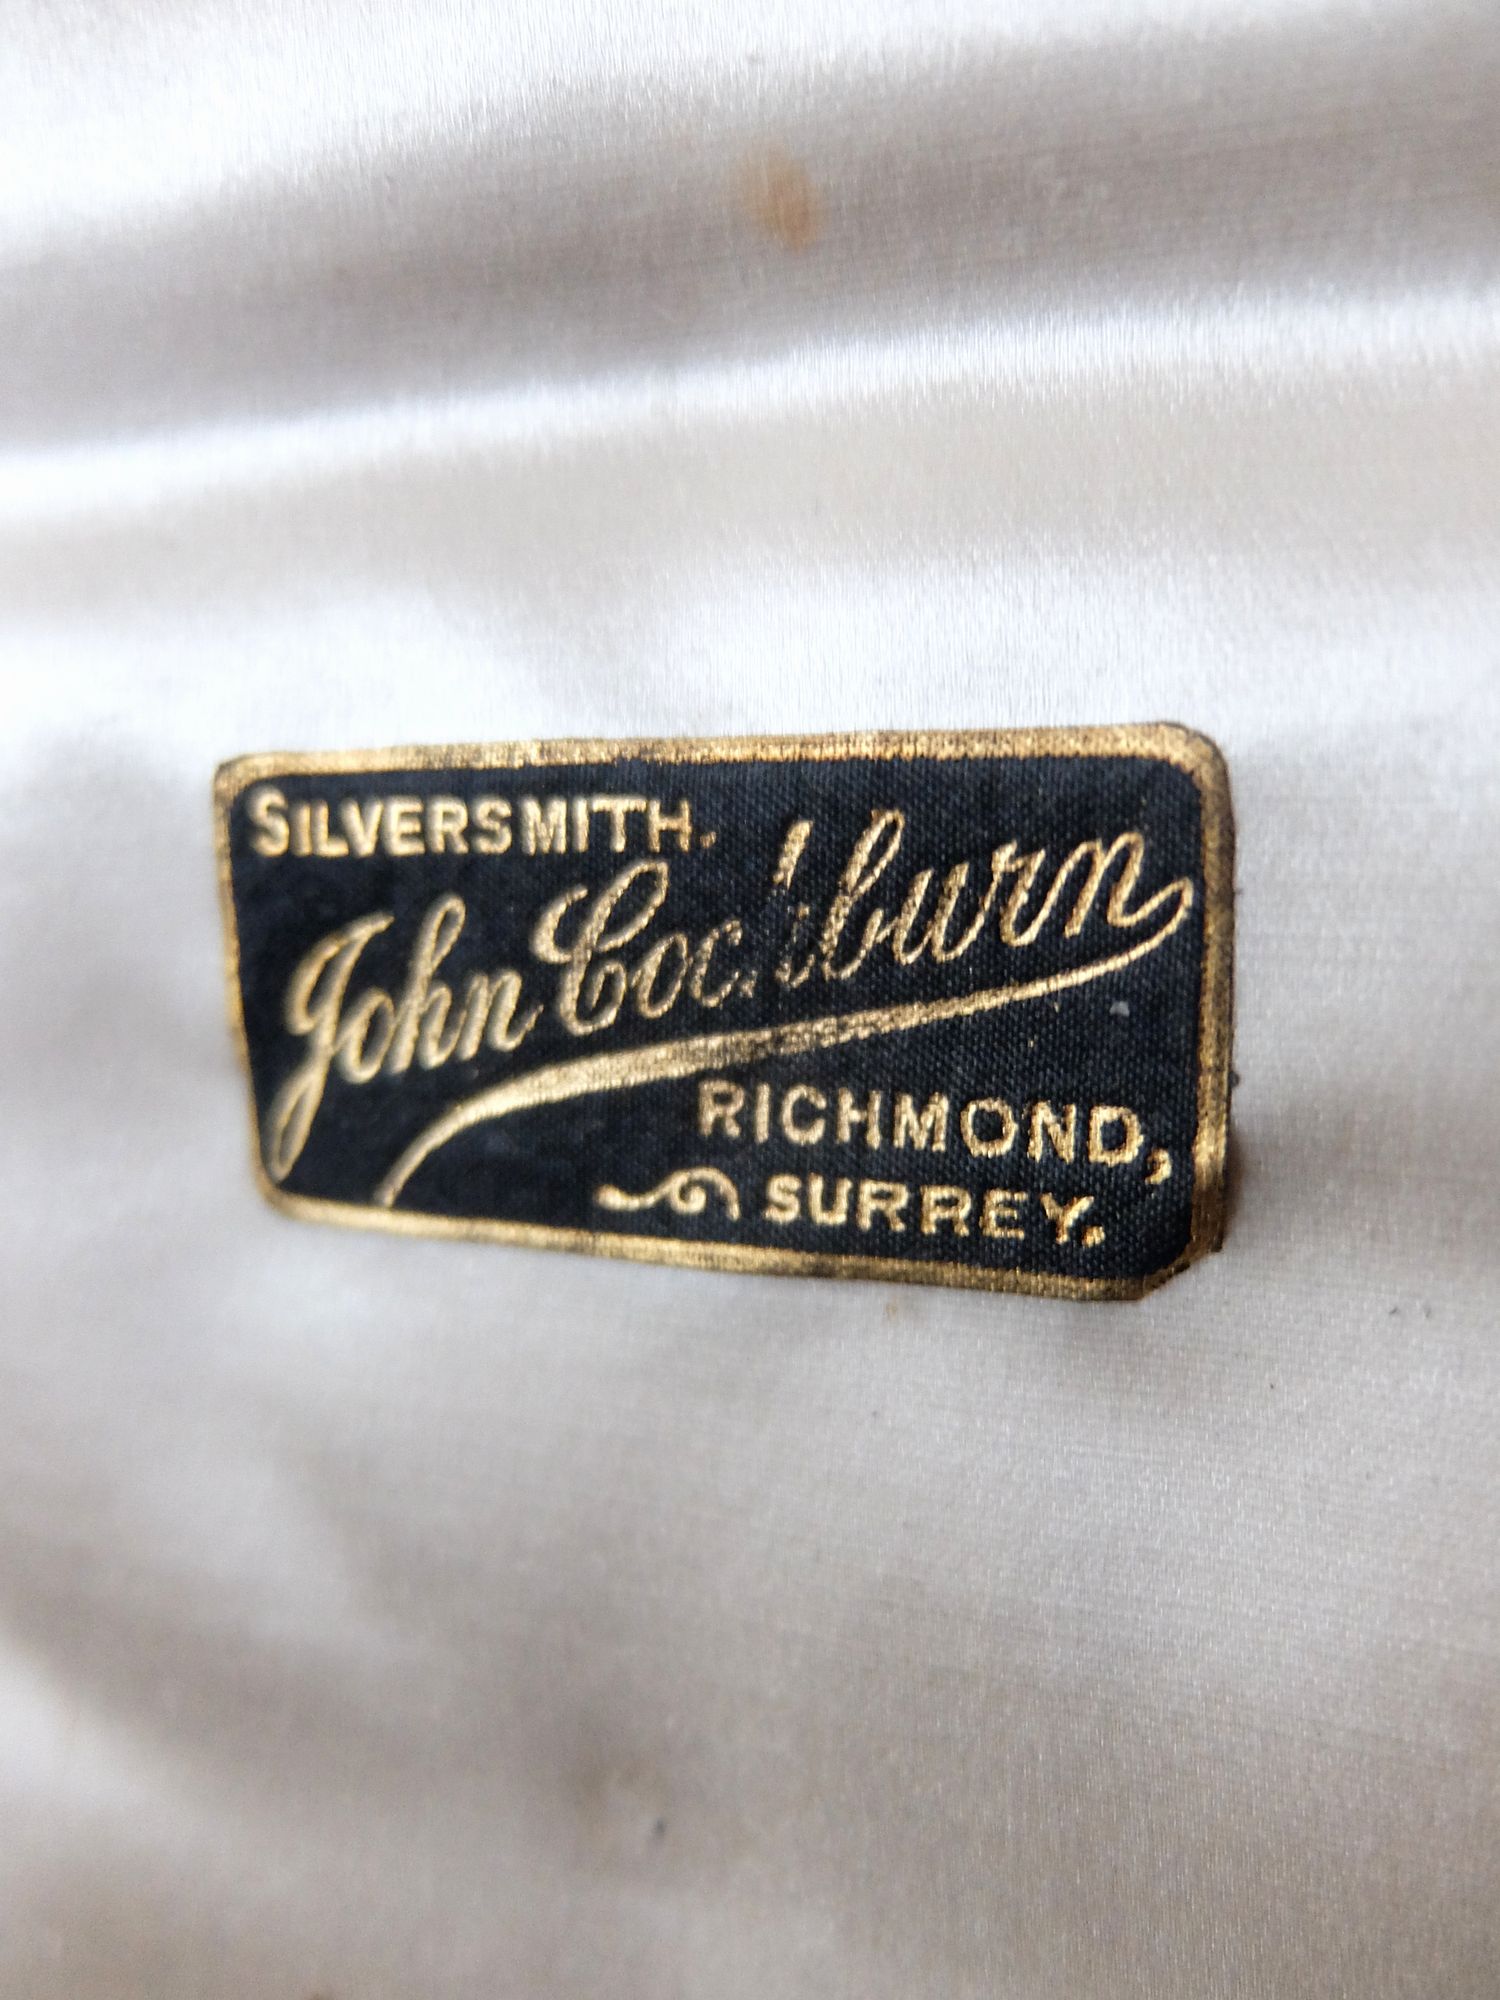 SILVERSMITH.
John Cockburn
RICHMOND,
SURREY.